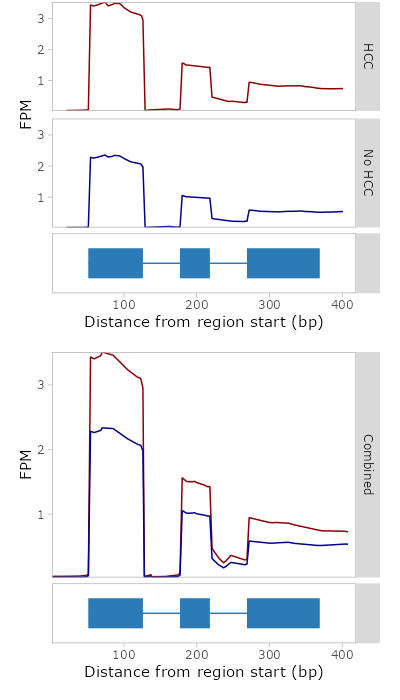 3
2
1
HCC
FPM
3
2
1
No HCC
100 200 300 400
Distance from region start (bp)
3
2
1
FPM
Combined
100 200 300 400
Distance from region start (bp)